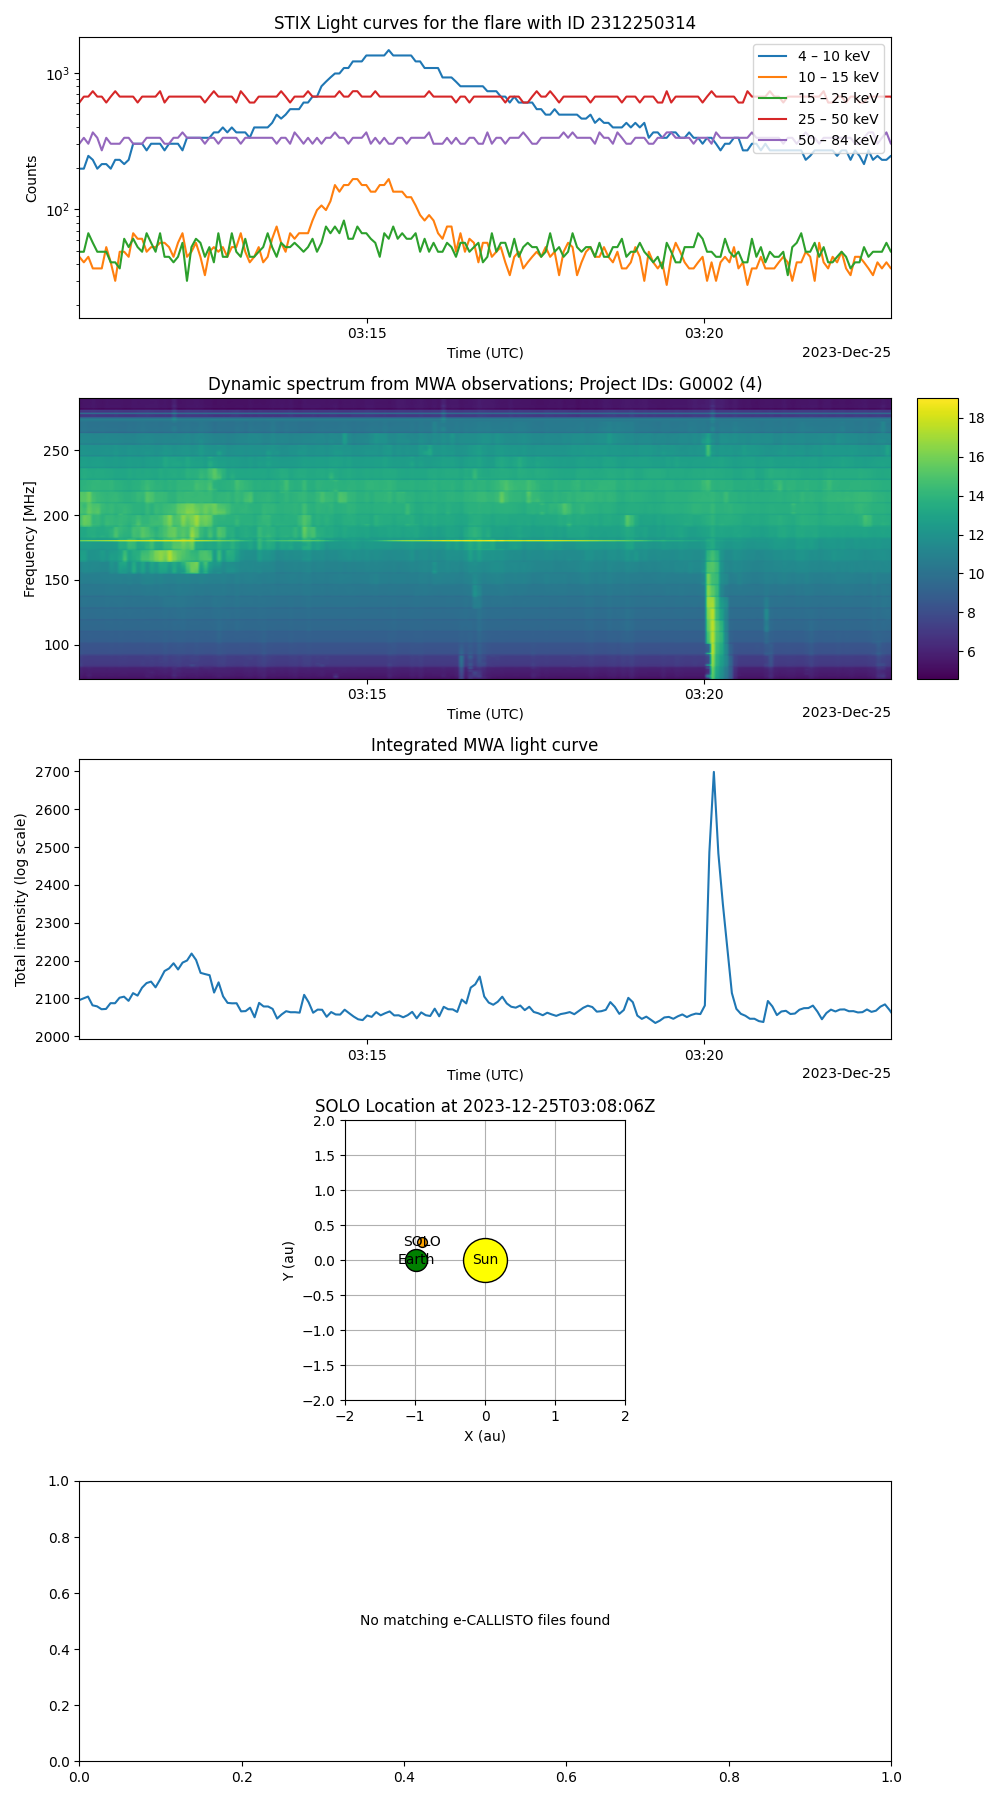 STIX Light curves for the flare with ID 2312250314
10³
10²
Counts
4 – 10 keV
10 – 15 keV
15 – 25 keV
25 – 50 keV
50 – 84 keV
03:15
03:20
Time (UTC)
2023-Dec-25
Dynamic spectrum from MWA observations; Project IDs: G0002 (4)
250
200
150
100
Frequency [MHz]
18
16
14
12
10
8
6
03:15
03:20
Time (UTC)
2023-Dec-25
Integrated MWA light curve
2700
2600
2500
2400
2300
2200
2100
2000
Total intensity (log scale)
03:15
03:20
Time (UTC)
2023-Dec-25
SOLO Location at 2023-12-25T03:08:06Z
2.0
1.5
1.0
0.5
0.0
−0.5
−1.0
−1.5
−2.0
Y (au)
SOLO
Earth
Sun
−2
−1
0
1
2
X (au)
1.0
0.8
0.6
0.4
0.2
0.0
No matching e-CALLISTO files found
0.0
0.2
0.4
0.6
0.8
1.0